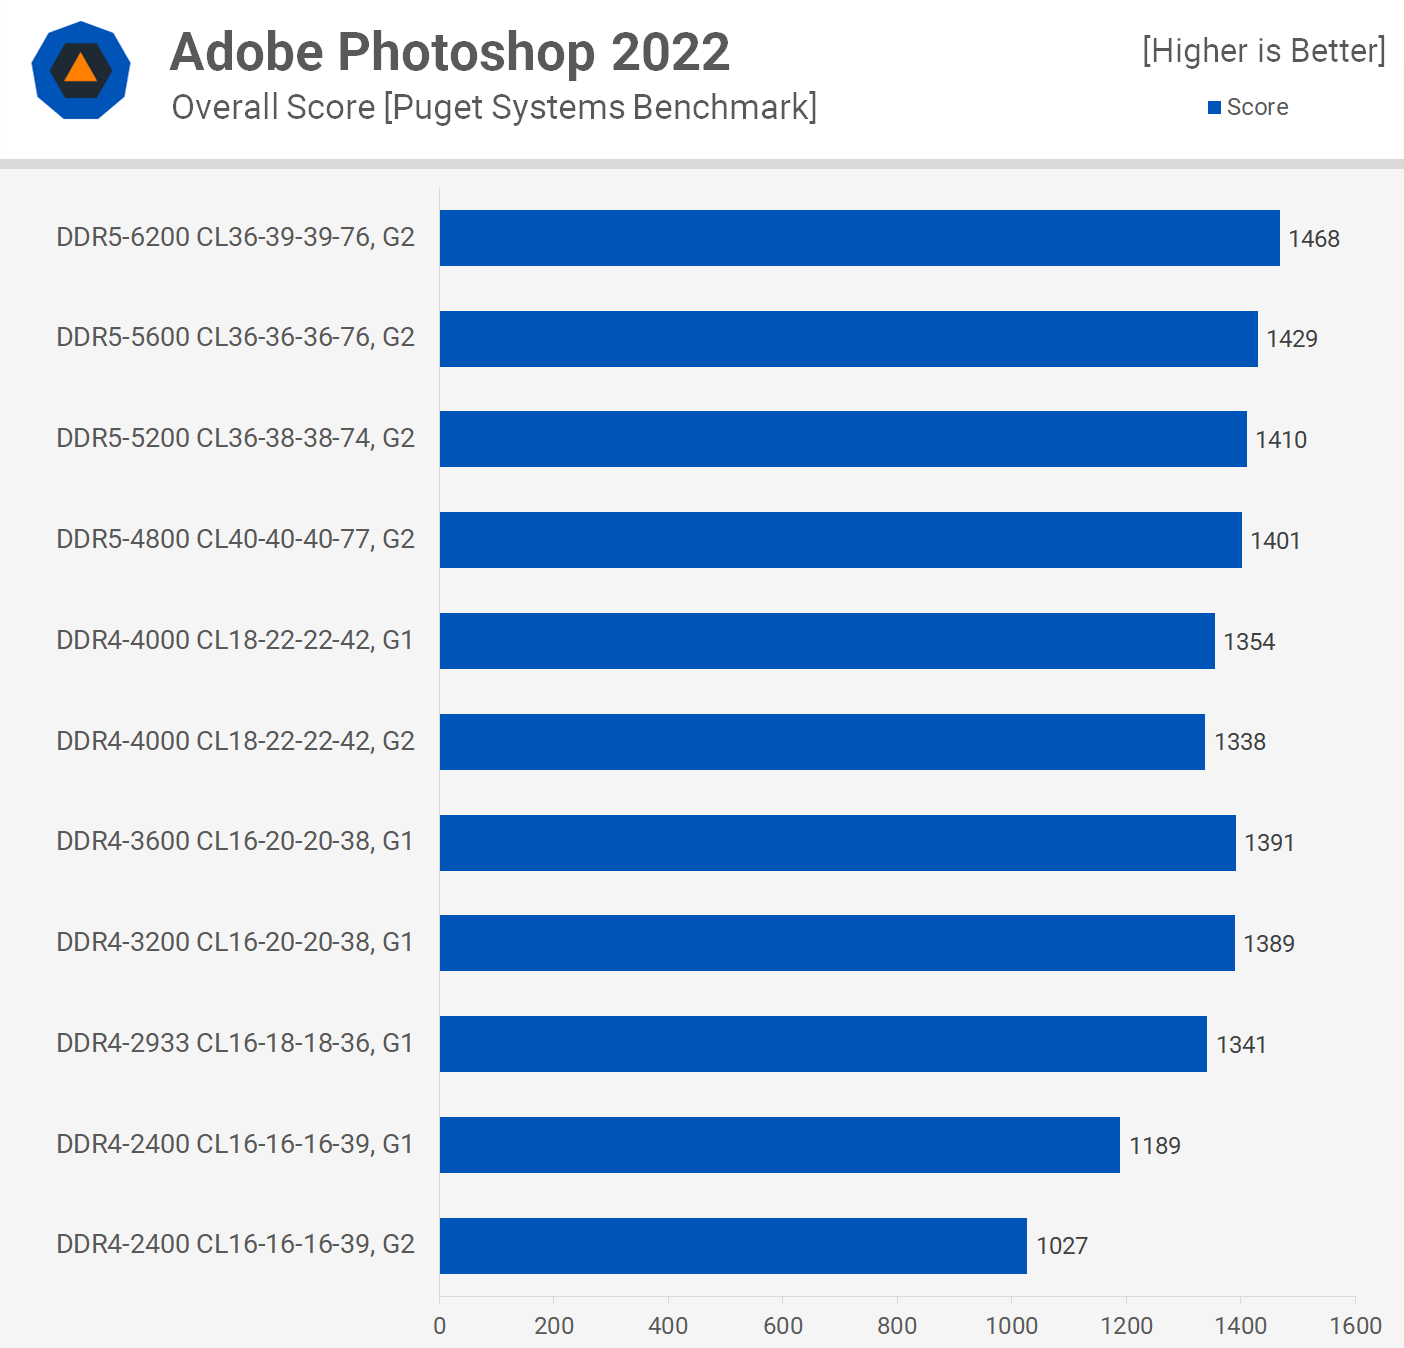 Adobe Photoshop 2022
[Higher is Better]
Overall Score [Puget Systems Benchmark]
Score
DDR5-6200 CL36-39-39-76, G2
1468
DDR5-5600 CL36-36-36-76, G2
1429
DDR5-5200 CL36-38-38-74, G2
1410
DDR5-4800 CL40-40-40-77, G2
1401
DDR4-4000 CL18-22-22-42, G1
1354
DDR4-4000 CL18-22-22-42, G2
1338
DDR4-3600 CL16-20-20-38, G1
1391
DDR4-3200 CL16-20-20-38, G1
1389
DDR4-2933 CL16-18-18-36, G1
1341
DDR4-2400 CL16-16-16-39, G1
1189
DDR4-2400 CL16-16-16-39, G2
1027
0 200 400 600 800 1000 1200 1400 1600